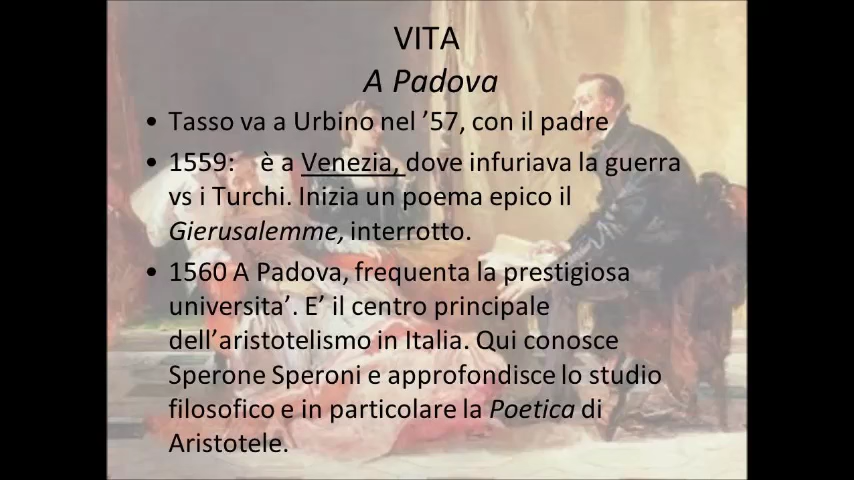 VITA
A Padova
• Tasso va a Urbino nel ’57, con il padre
• 1559: è a Venezia, dove infuriava la guerra
vs i Turchi. Inizia un poema epico il
Gierusalemme, interrotto.
• 1560 A Padova, frequenta la prestigiosa
universita’. E’ il centro principale
dell’aristotelismo in Italia. Qui conosce
Sperone Speroni e approfondisce lo studio
filosofico e in particolare la Poetica di
Aristotele.